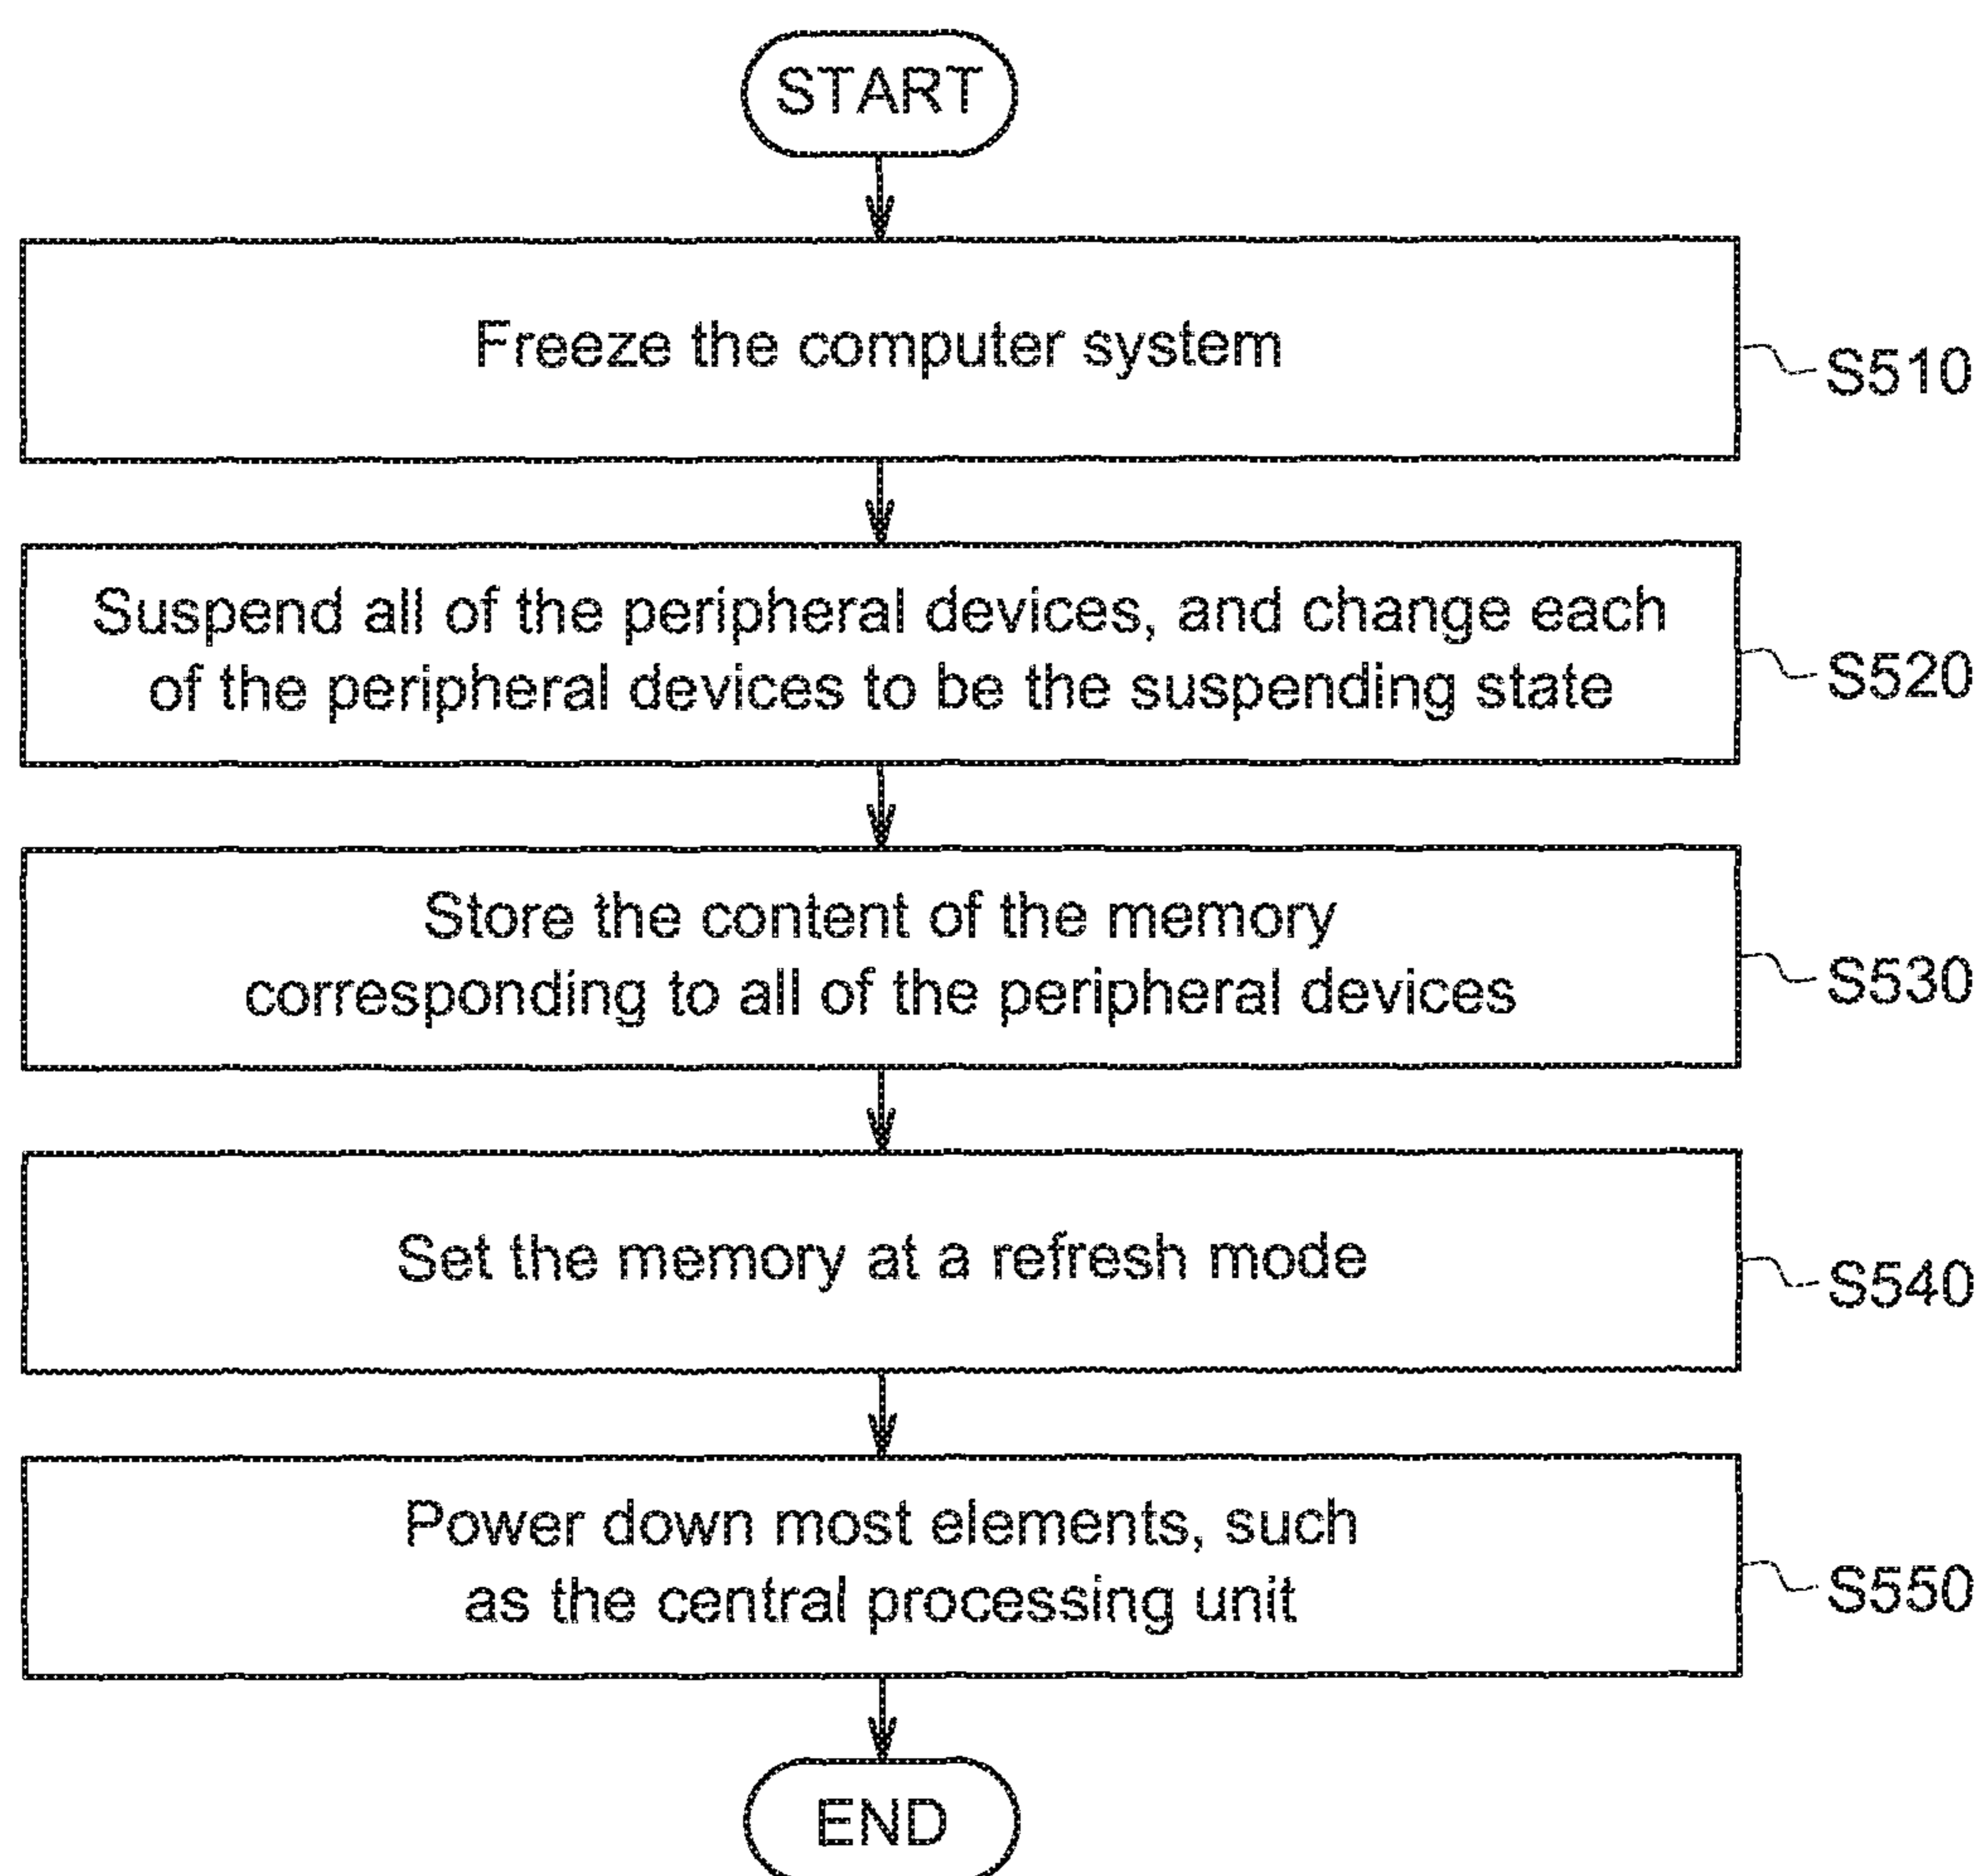 START
Freeze the computer system
S510
Suspend all of the peripheral devices, and change each
of the peripheral devices to be the suspending state
S520
Store the content of the memory
corresponding to all of the peripheral devices
S530
Set the memory at a refresh mode
S540
Power down most elements, such
as the central processing unit
S550
END